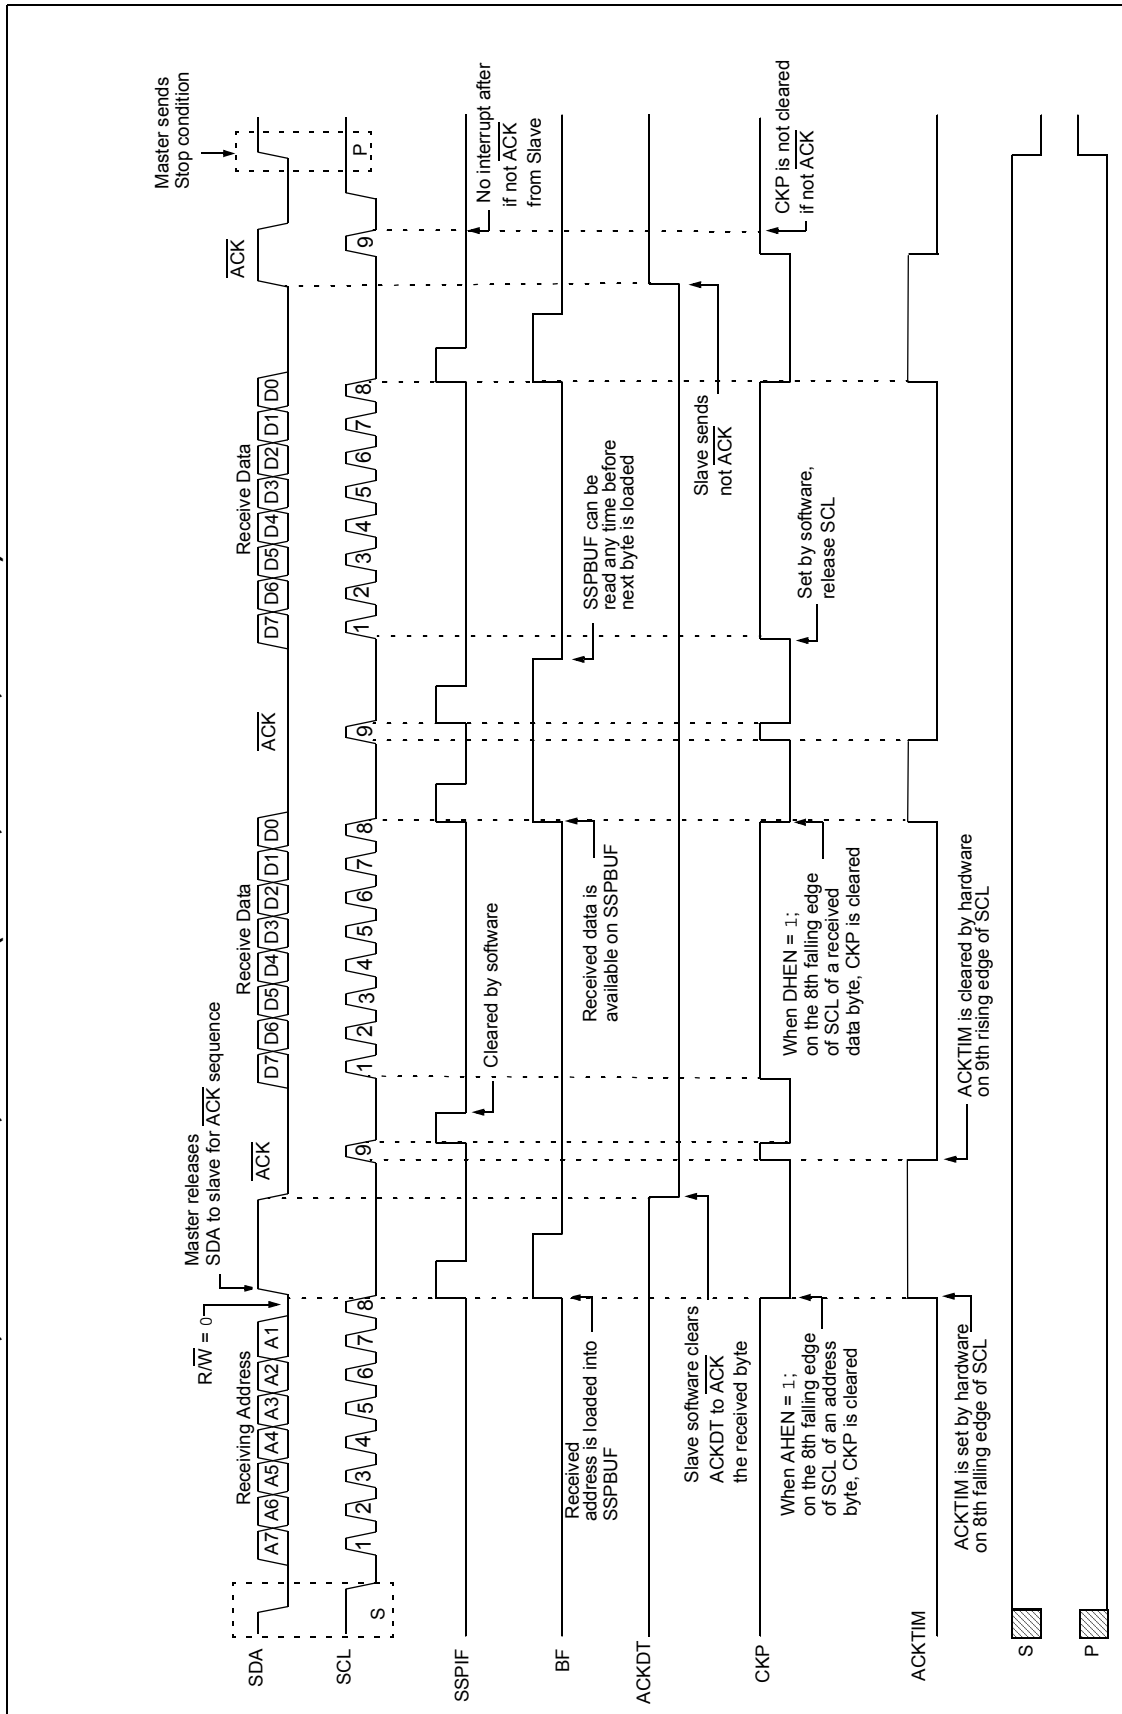 Master sends
Stop condition
Master releases
SDA to slave for ACK sequence
R/W = 0
Receiving Address
ACK
Receive Data
ACK
Receive Data
ACK
SDA
A7 A6 A5 A4 A3 A2 A1
D7 D6 D5 D4 D3 D2 D1 D0
D7 D6 D5 D4 D3 D2 D1 D0
SCL
S
1 2 3 4 5 6 7 8 9
1 2 3 4 5 6 7 8 9
1 2 3 4 5 6 7 8 9
P
SSPIF
Cleared by software
No interrupt after
if not ACK
from Slave
BF
Received
address is loaded into
SSPBUF
Received data is
available on SSPBUF
SSPBUF can be
read any time before
next byte is loaded
ACKDT
Slave software clears
ACKDT to ACK
the received byte
Slave sends
not ACK
CKP
When AHEN = 1;
on the 8th falling edge
of SCL of an address
byte, CKP is cleared
When DHEN = 1;
on the 8th falling edge
of SCL of a received
data byte, CKP is cleared
Set by software,
release SCL
CKP is not cleared
if not ACK
ACKTIM
ACKTIM is set by hardware
on 8th falling edge of SCL
ACKTIM is cleared by hardware
on 9th rising edge of SCL
S
P